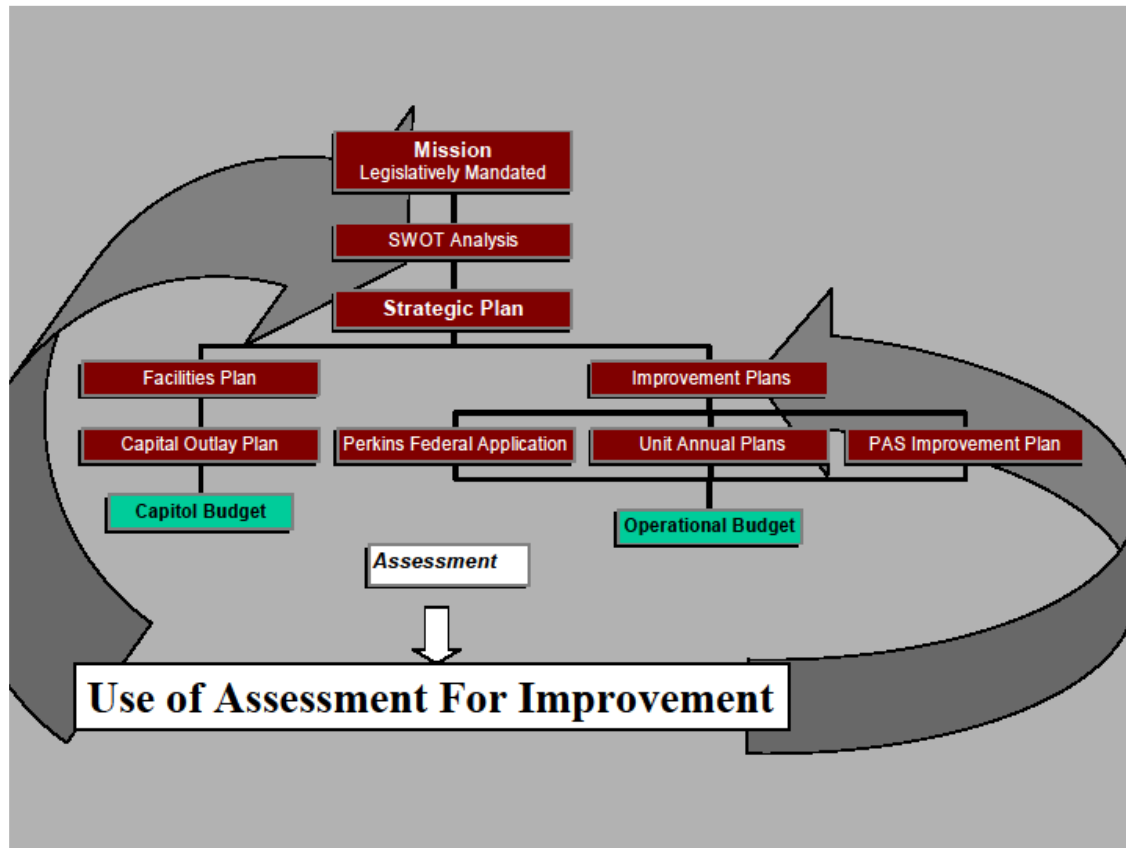 Mission
Legislatively Mandated
SWOT Analysis
Strategic Plan
Facilities Plan
Improvement Plans
Capital Outlay Plan
Perkins Federal Application
Unit Annual Plans
PAS Improvement Plan
Capitol Budget
Operational Budget
Assessment
Use of Assessment For Improvement